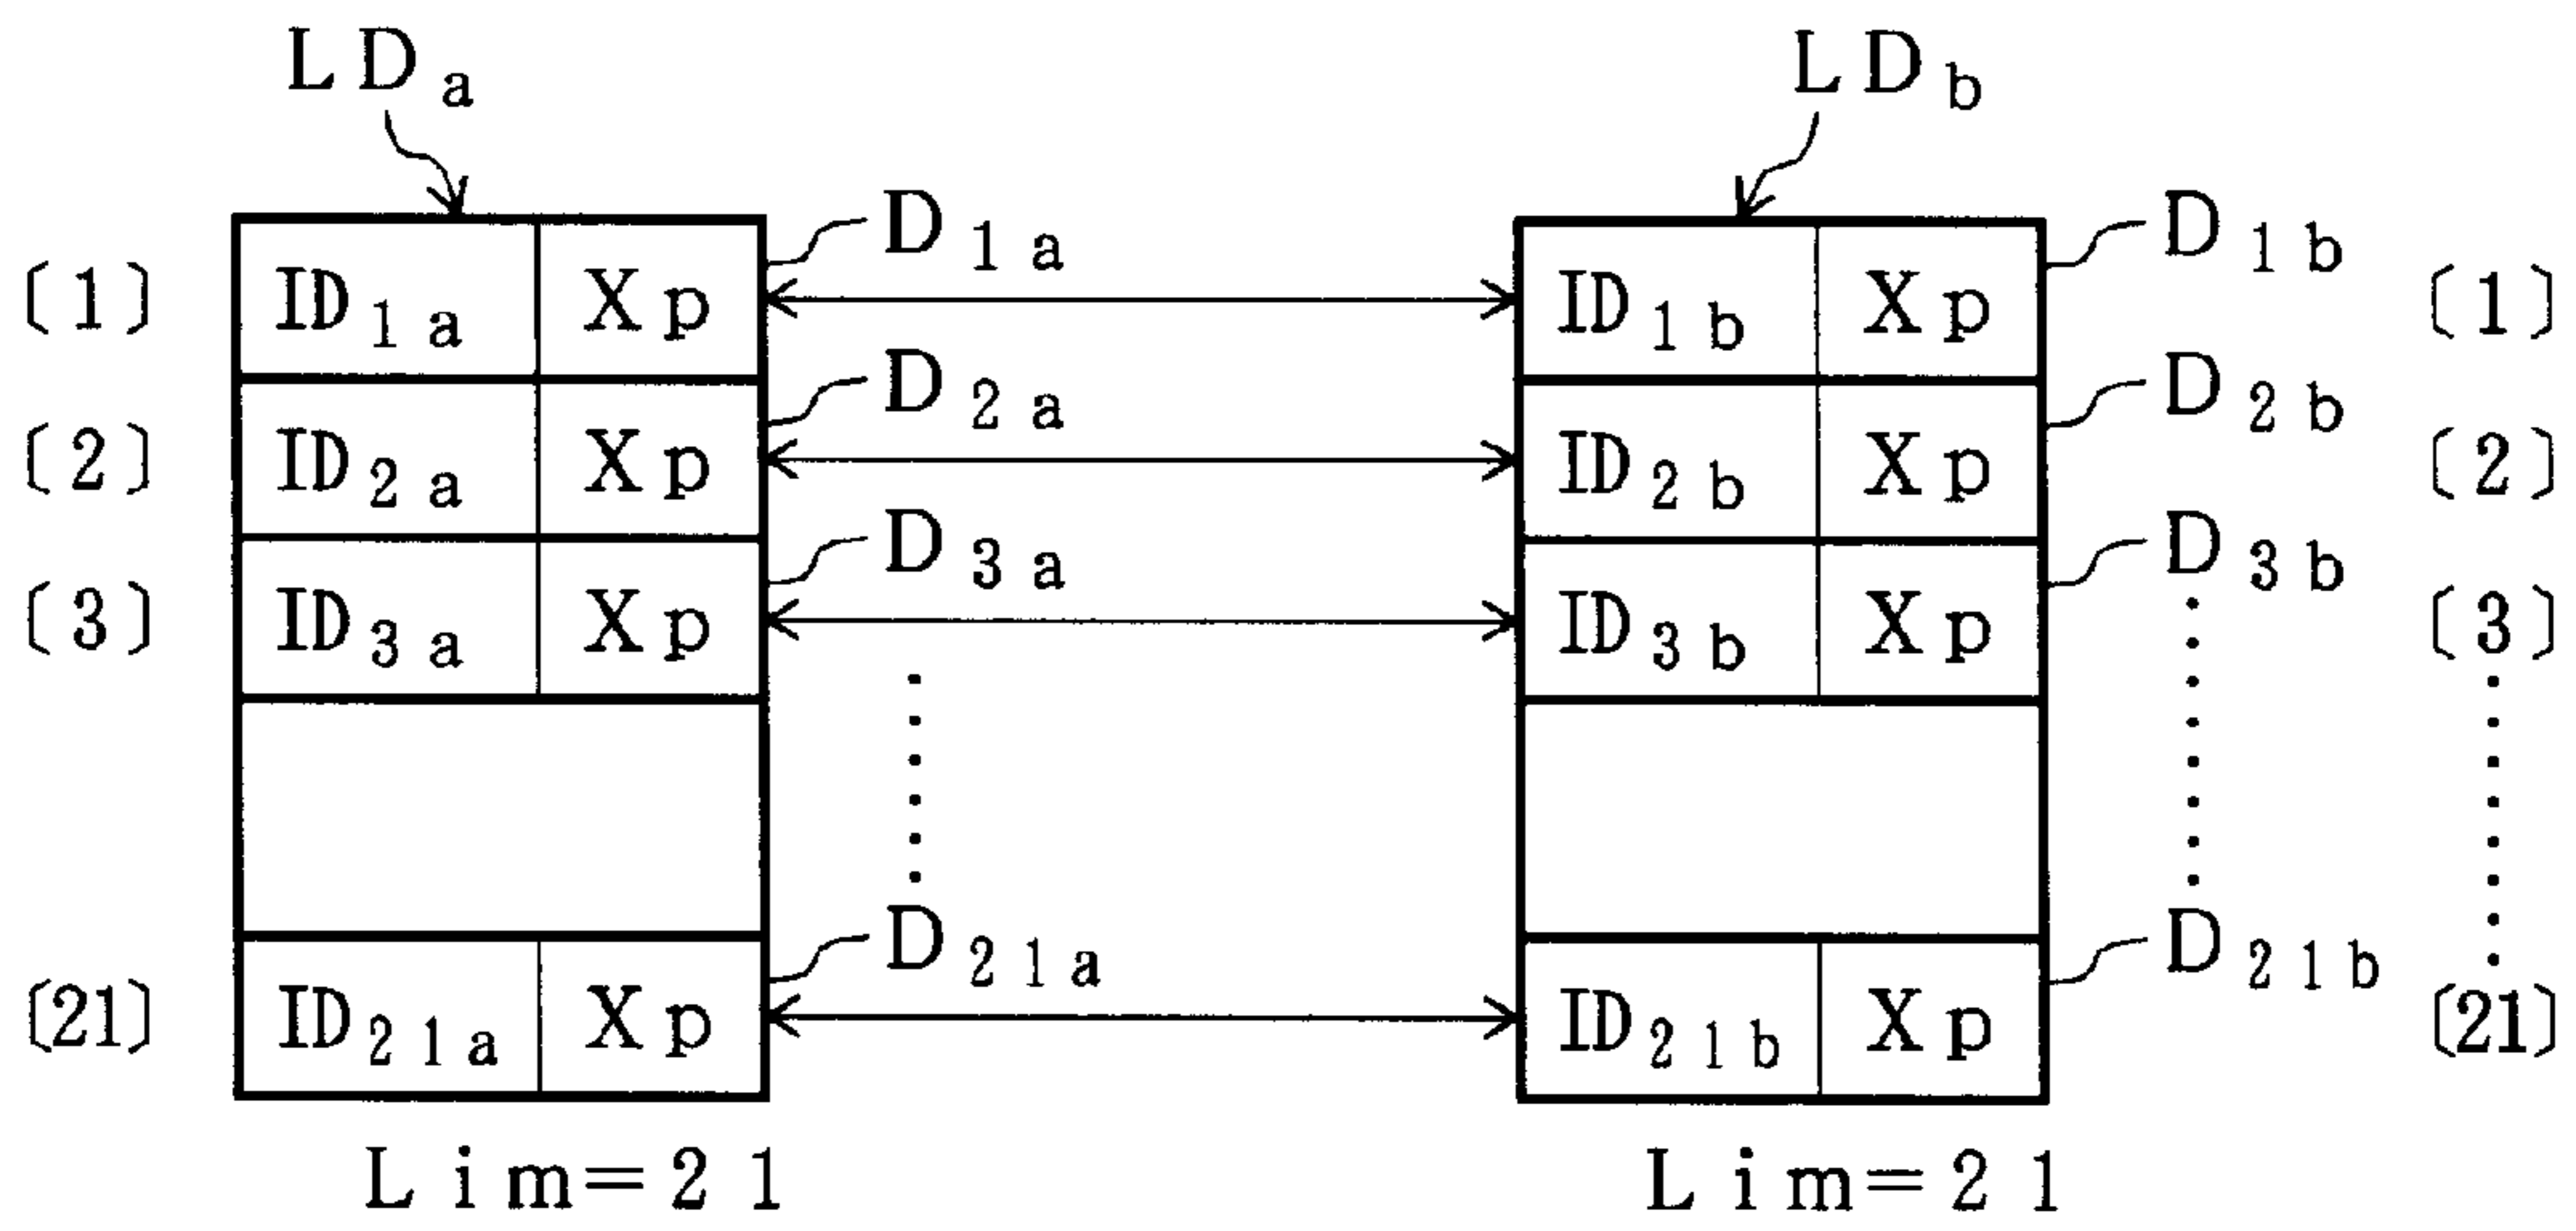 LDa LDb
〔1〕 ID1a Xp D1a ID1b Xp D1b 〔1〕
〔2〕 ID2a Xp D2a ID2b Xp D2b 〔2〕
〔3〕 ID3a Xp D3a ID3b Xp D3b 〔3〕
〔21〕 ID21a Xp D21a ID21b Xp D21b 〔21〕
Lim=21 Lim=21